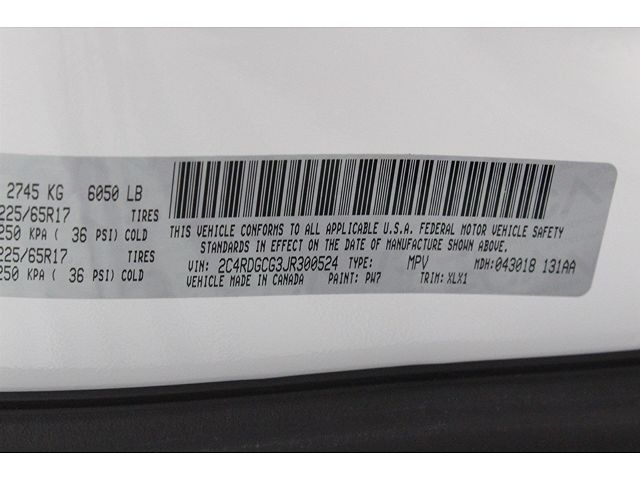 2745 KG 6050 LB
225/65R17 TIRES
250 KPA ( 36 PSI) COLD
225/65R17 TIRES
250 KPA ( 36 PSI) COLD
THIS VEHICLE CONFORMS TO ALL APPLICABLE U.S.A. FEDERAL MOTOR VEHICLE SAFETY
STANDARDS IN EFFECT ON THE DATE OF MANUFACTURE SHOWN ABOVE.
VIN: 2C4RDGCG3JR300524 TYPE: MPV MDH: 043018 131AA
VEHICLE MADE IN CANADA PAINT: PW7 TRIM: XLX1